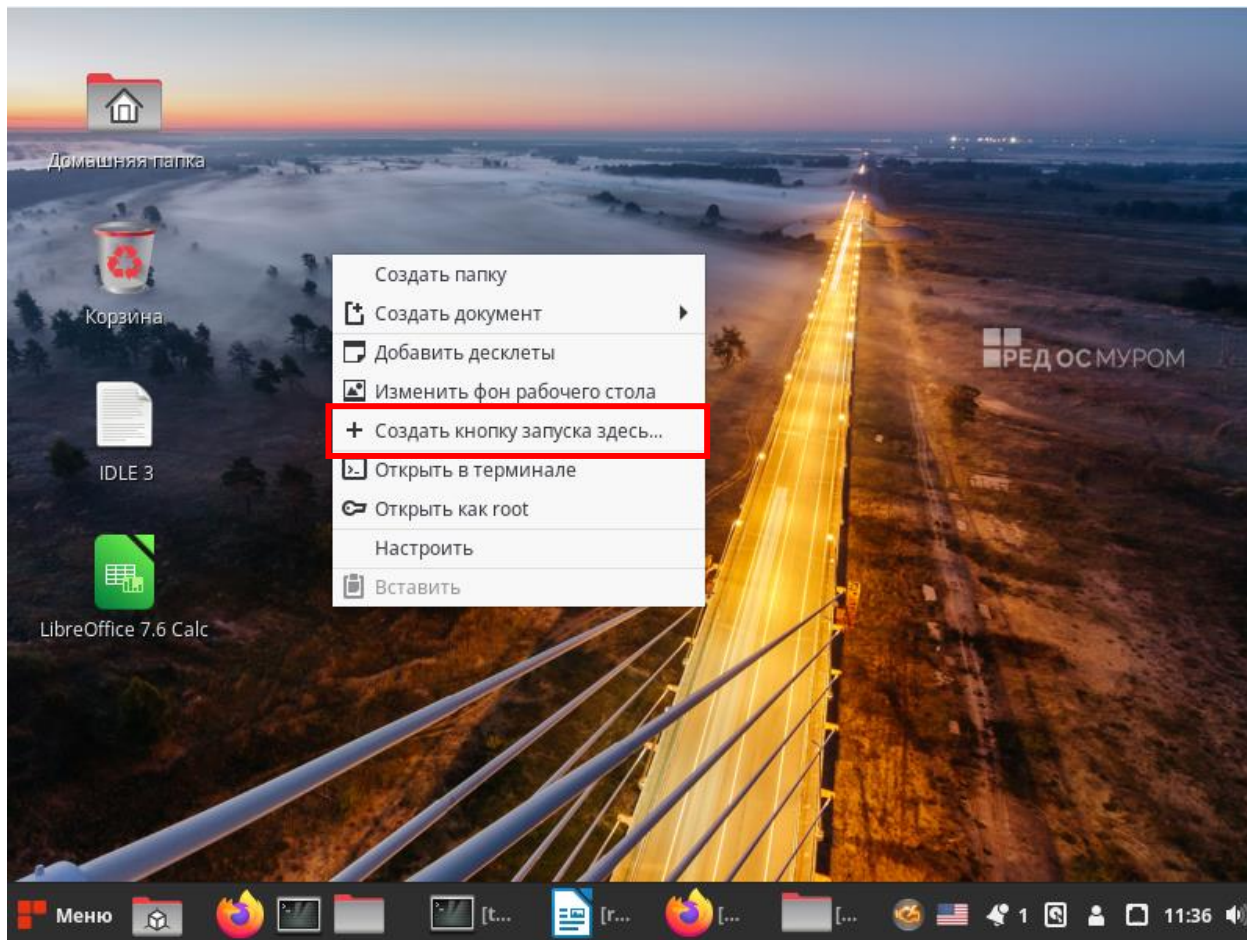 Домашняя папка
Корзина
IDLE 3
LibreOffice 7.6 Calc
Создать папку
Создать документ
Добавить десклеты
Изменить фон рабочего стола
Создать кнопку запуска здесь...
Открыть в терминале
Открыть как root
Настроить
Вставить
РЕД ОС МУРОМ
Меню [t... [r... [... [... 1 11:36